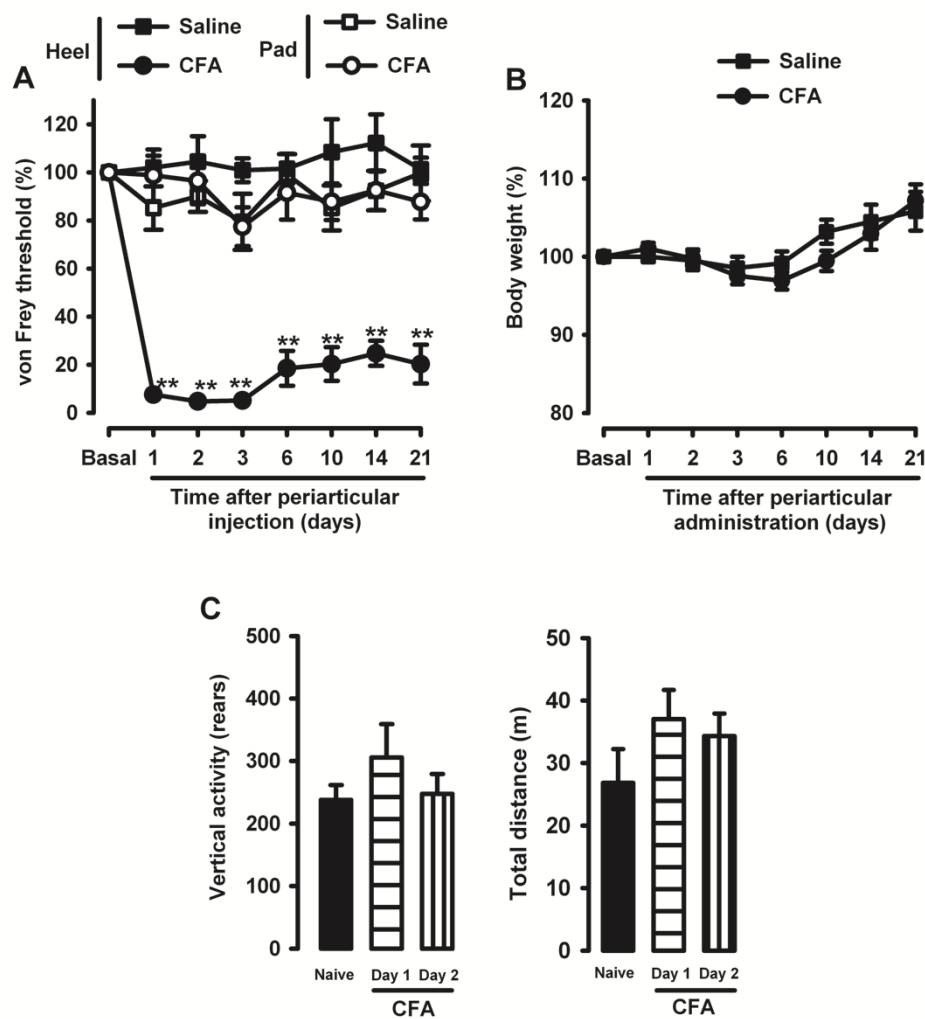 Heel
Saline
CFA
Pad
Saline
CFA
A
von Frey threshold (%)
120
100
80
60
40
20
0
**
**
**
**
**
**
**
Basal 1 2 3 6 10 14 21
Time after periarticular
injection (days)
B
Saline
CFA
Body weight (%)
120
110
100
90
80
Basal 1 2 3 6 10 14 21
Time after periarticular
administration (days)
C
Vertical activity (rears)
500
400
300
200
100
0
Naive Day 1 Day 2
CFA
Total distance (m)
50
40
30
20
10
0
Naive Day 1 Day 2
CFA